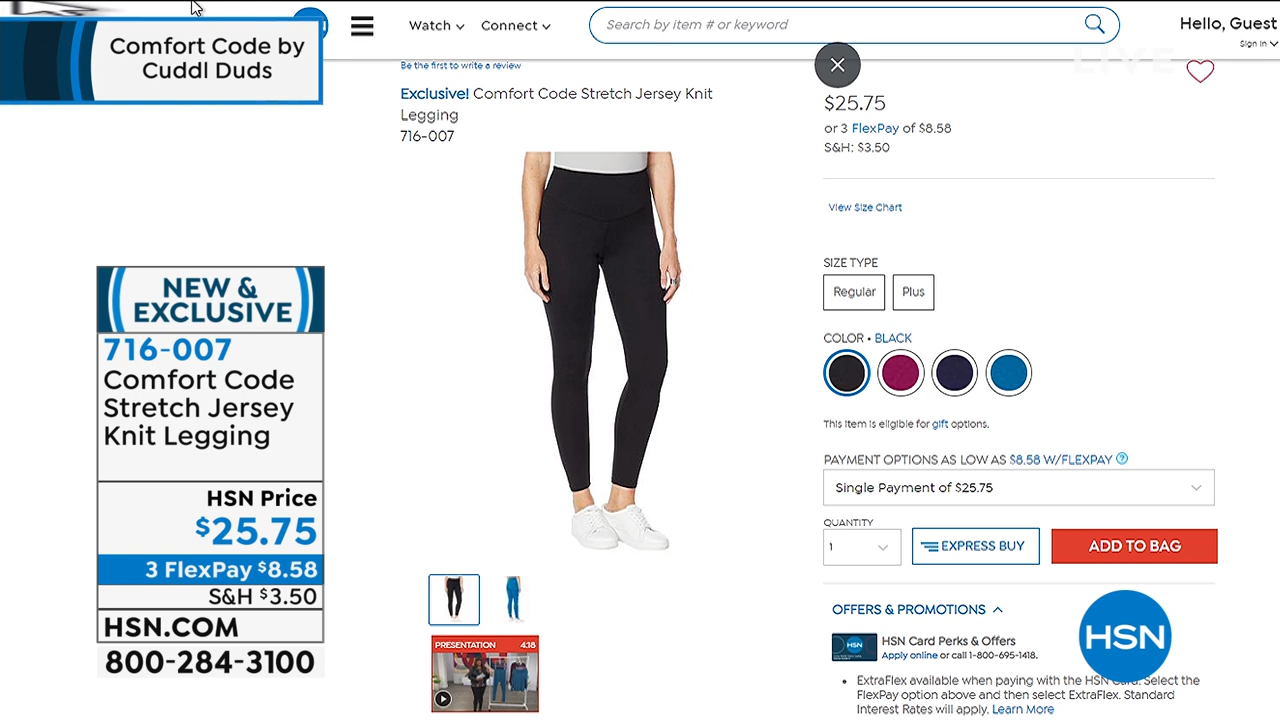 Comfort Code by
Cuddl Duds
Watch
Connect
Search by item # or keyword
Hello, Guest
Sign In
LIVE
Be the first to write a review
Exclusive! Comfort Code Stretch Jersey Knit
Legging
716-007
$25.75
or 3 FlexPay of $8.58
S&H: $3.50
View Size Chart
SIZE TYPE
Regular
Plus
COLOR • BLACK
This item is eligible for gift options.
PAYMENT OPTIONS AS LOW AS $8.58 W/FLEXPAY ?
Single Payment of $25.75
QUANTITY
1
EXPRESS BUY
ADD TO BAG
OFFERS & PROMOTIONS
HSN Card Perks & Offers
Apply online or call 1-800-695-1418.
• ExtraFlex available when paying with the HSN Card. Select the
FlexPay option above and then select ExtraFlex. Standard
Interest Rates will apply. Learn More
HSN
NEW &
EXCLUSIVE
716-007
Comfort Code
Stretch Jersey
Knit Legging
HSN Price
$25.75
3 FlexPay $8.58
S&H $3.50
HSN.COM
800-284-3100
PRESENTATION 4:18